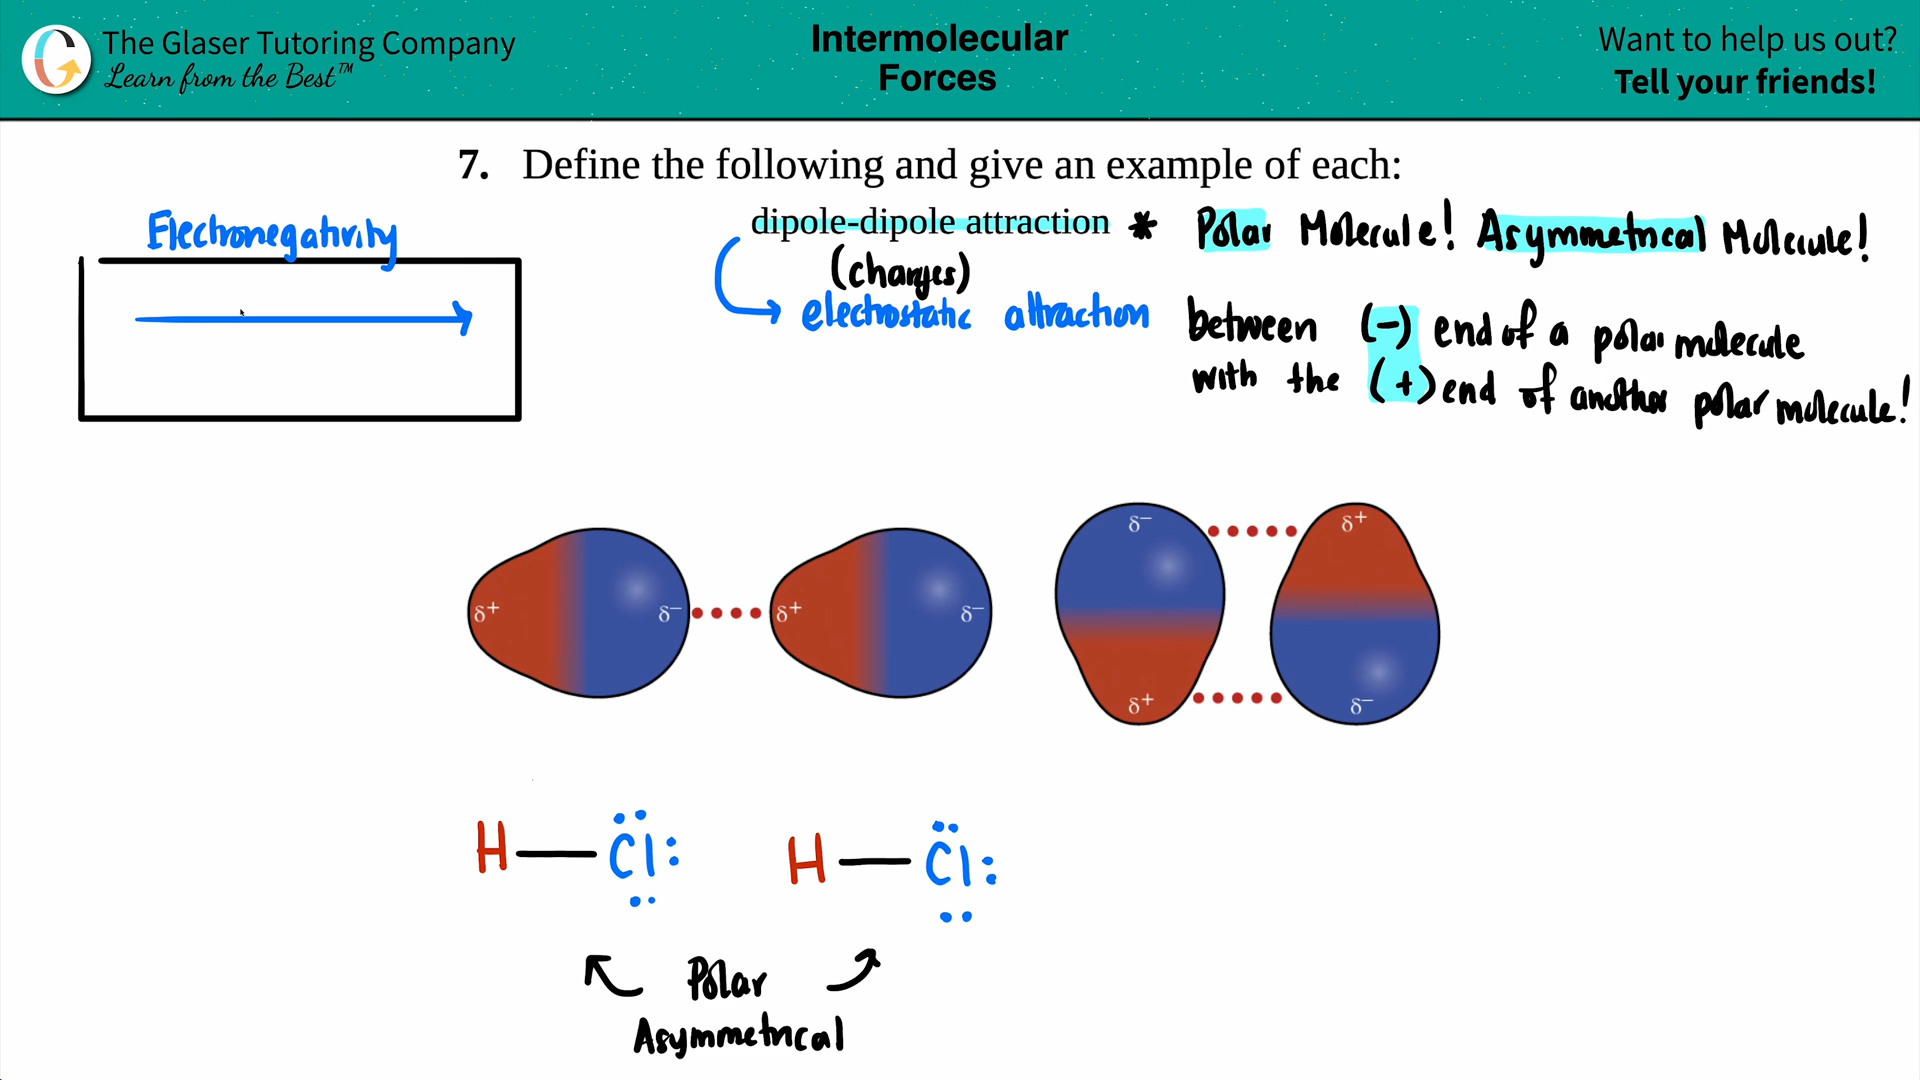 The Glaser Tutoring Company
Learn from the Best™
Intermolecular
Forces
Want to help us out?
Tell your friends!
7. Define the following and give an example of each:
Electronegativity
dipole-dipole attraction * Polar Molecule! Asymmetrical Molecule!
(charges)
electrostatic attraction between (-) end of a polar molecule
with the (+) end of another polar molecule!
δ+ δ− δ+ δ−
δ− δ+
δ+ δ−
H — Cl H — Cl
Polar
Asymmetrical